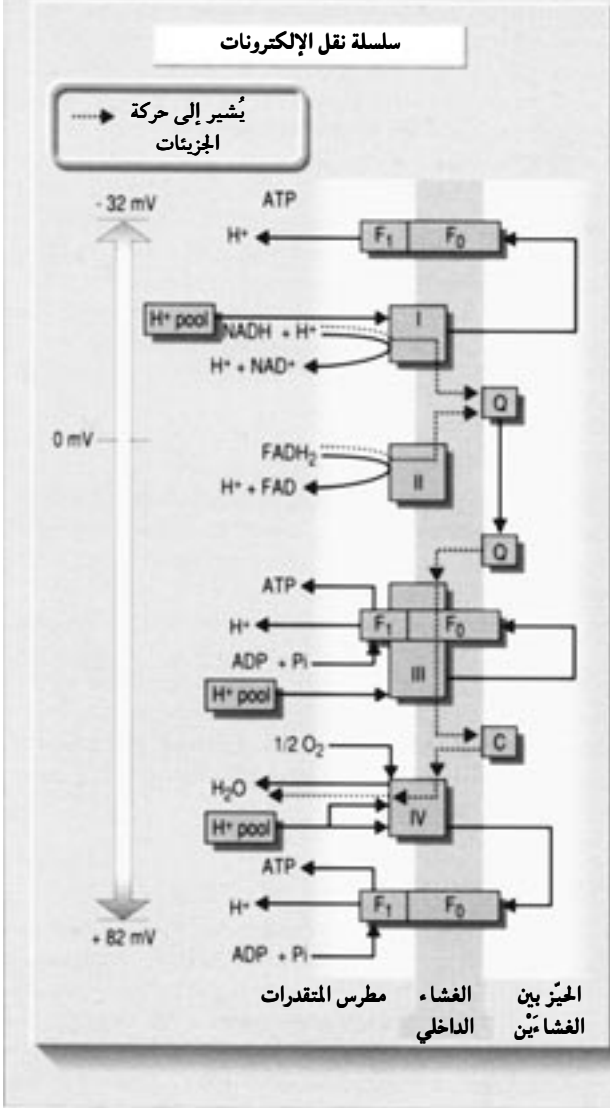 سلسلة نقل الإلكترونات
يُشير إلى حركة
الجزيئات
- 32 mV
ATP
H⁺
F₁
F₀
H⁺ pool
I
NADH + H⁺
H⁺ + NAD⁺
Q
0 mV
FADH₂
II
H⁺ + FAD
Q
ATP
H⁺
F₁
F₀
ADP + Pi
III
H⁺ pool
C
1/2 O₂
H₂O
IV
H⁺ pool
ATP
H⁺
F₁
F₀
+ 82 mV
ADP + Pi
الحيّز بين
الغشاءَيْن
الغشاء
الداخلي
مطرس المتقدرات